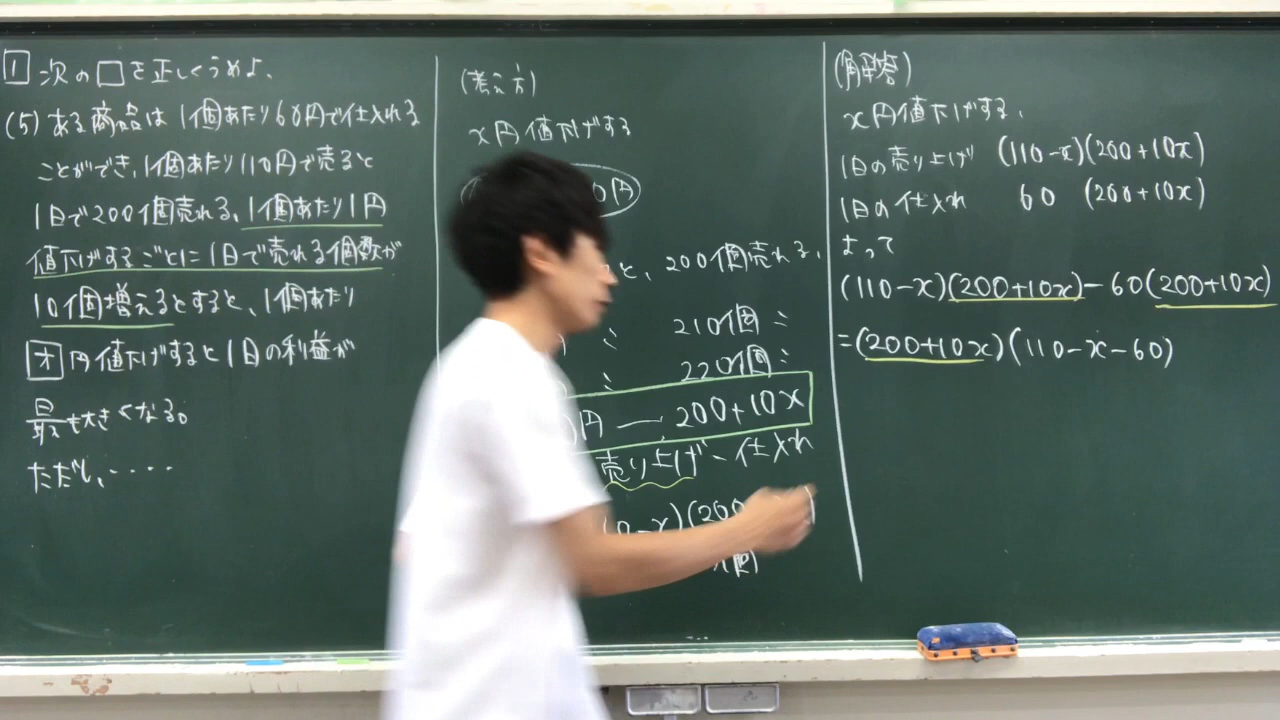 1 次の□を正しくうめよ.
(5) ある商品は 1個あたり60円で仕入れる
ことができ、1個あたり110円で売ると
1日で200個売れる、1個あたり1円
値下げするごとに1日で売れる個数が
10個増えるとすると、1個あたり
オ 円値下げすると1日の利益が
最も大きくなる。
ただし、‥‥
(考え方)
x円値下げする
0円
と、200個売れる、
〃 210個 〃
〃 220個 〃
0円 ― 200+10x
売り上げ - 仕入れ
0-x)(200
個
(解答)
x円値下げする、
1日の売り上げ (110-x)(200+10x)
1日の仕入れ 60 (200+10x)
よって
(110-x)(200+10x)-60(200+10x)
=(200+10x)(110-x-60)